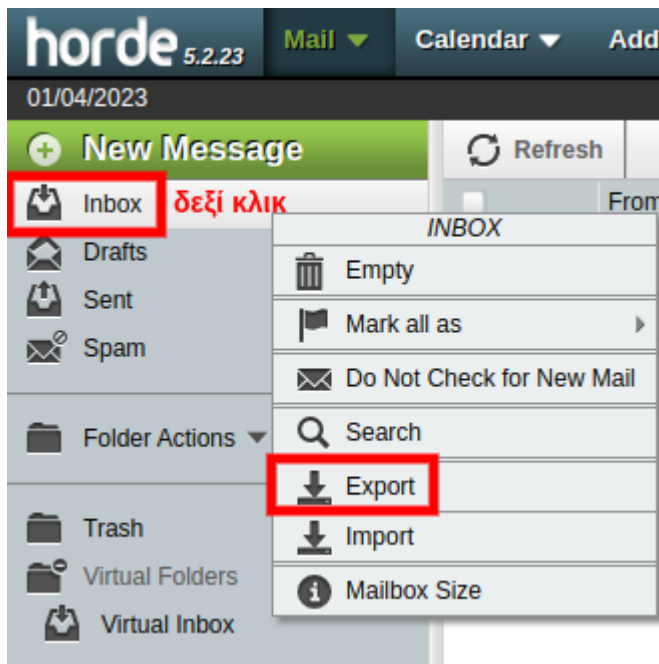 horde 5.2.23 Mail Calendar Add
01/04/2023
New Message Refresh
Inbox δεξί κλικ From
INBOX
Drafts
Empty
Sent
Mark all as
Spam
Do Not Check for New Mail
Folder Actions
Search
Export
Trash
Import
Virtual Folders
Mailbox Size
Virtual Inbox